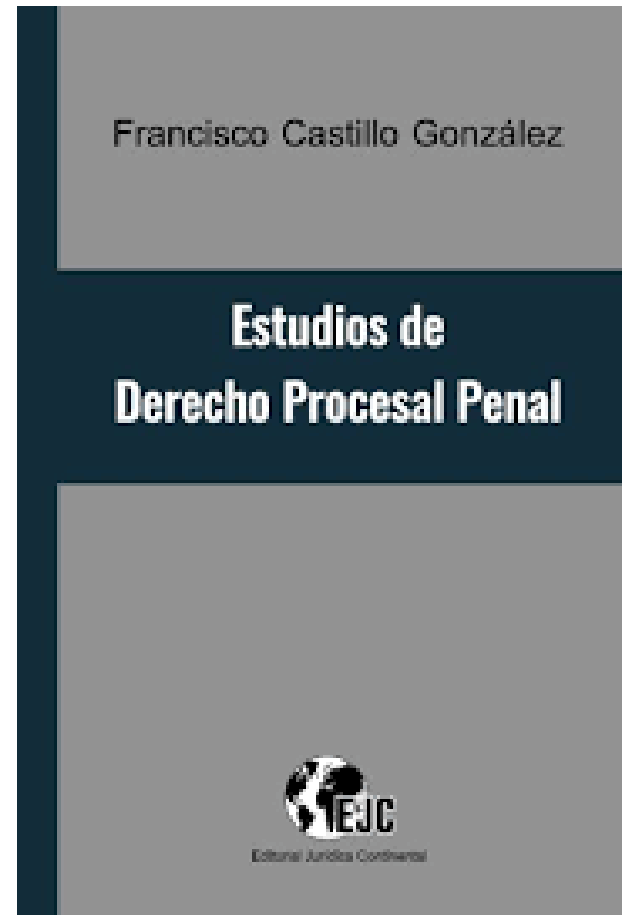 Francisco Castillo González
Estudios de
Derecho Procesal Penal
EJC
Editorial Jurídica Continental